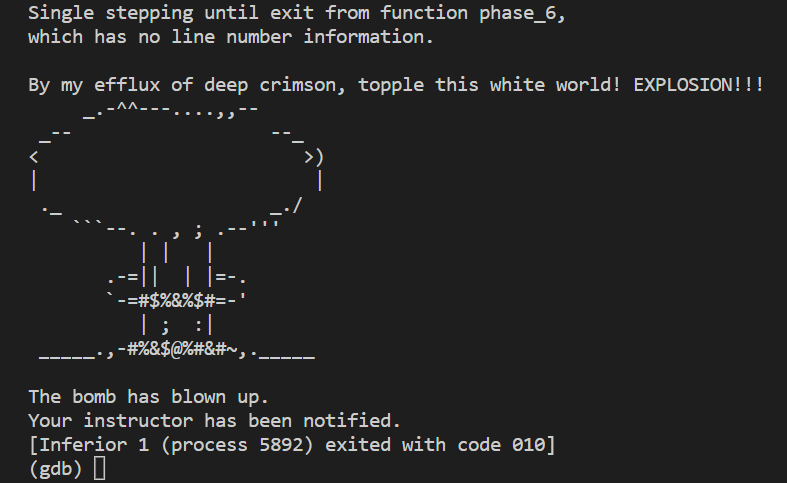 Single stepping until exit from function phase_6,
which has no line number information.

By my efflux of deep crimson, topple this white world! EXPLOSION!!!
     _.-^^---....,,--
 _--                  --_
<                        >)
|                         |
 ._                   _./
    ```--. . , ; .--'''
          | |   |
       .-=||  | |=-.
       `-=#$%&%$#=-'
          | ;  :|
 _____.,-#%&$@%#&#~,._____

The bomb has blown up.
Your instructor has been notified.
[Inferior 1 (process 5892) exited with code 010]
(gdb)